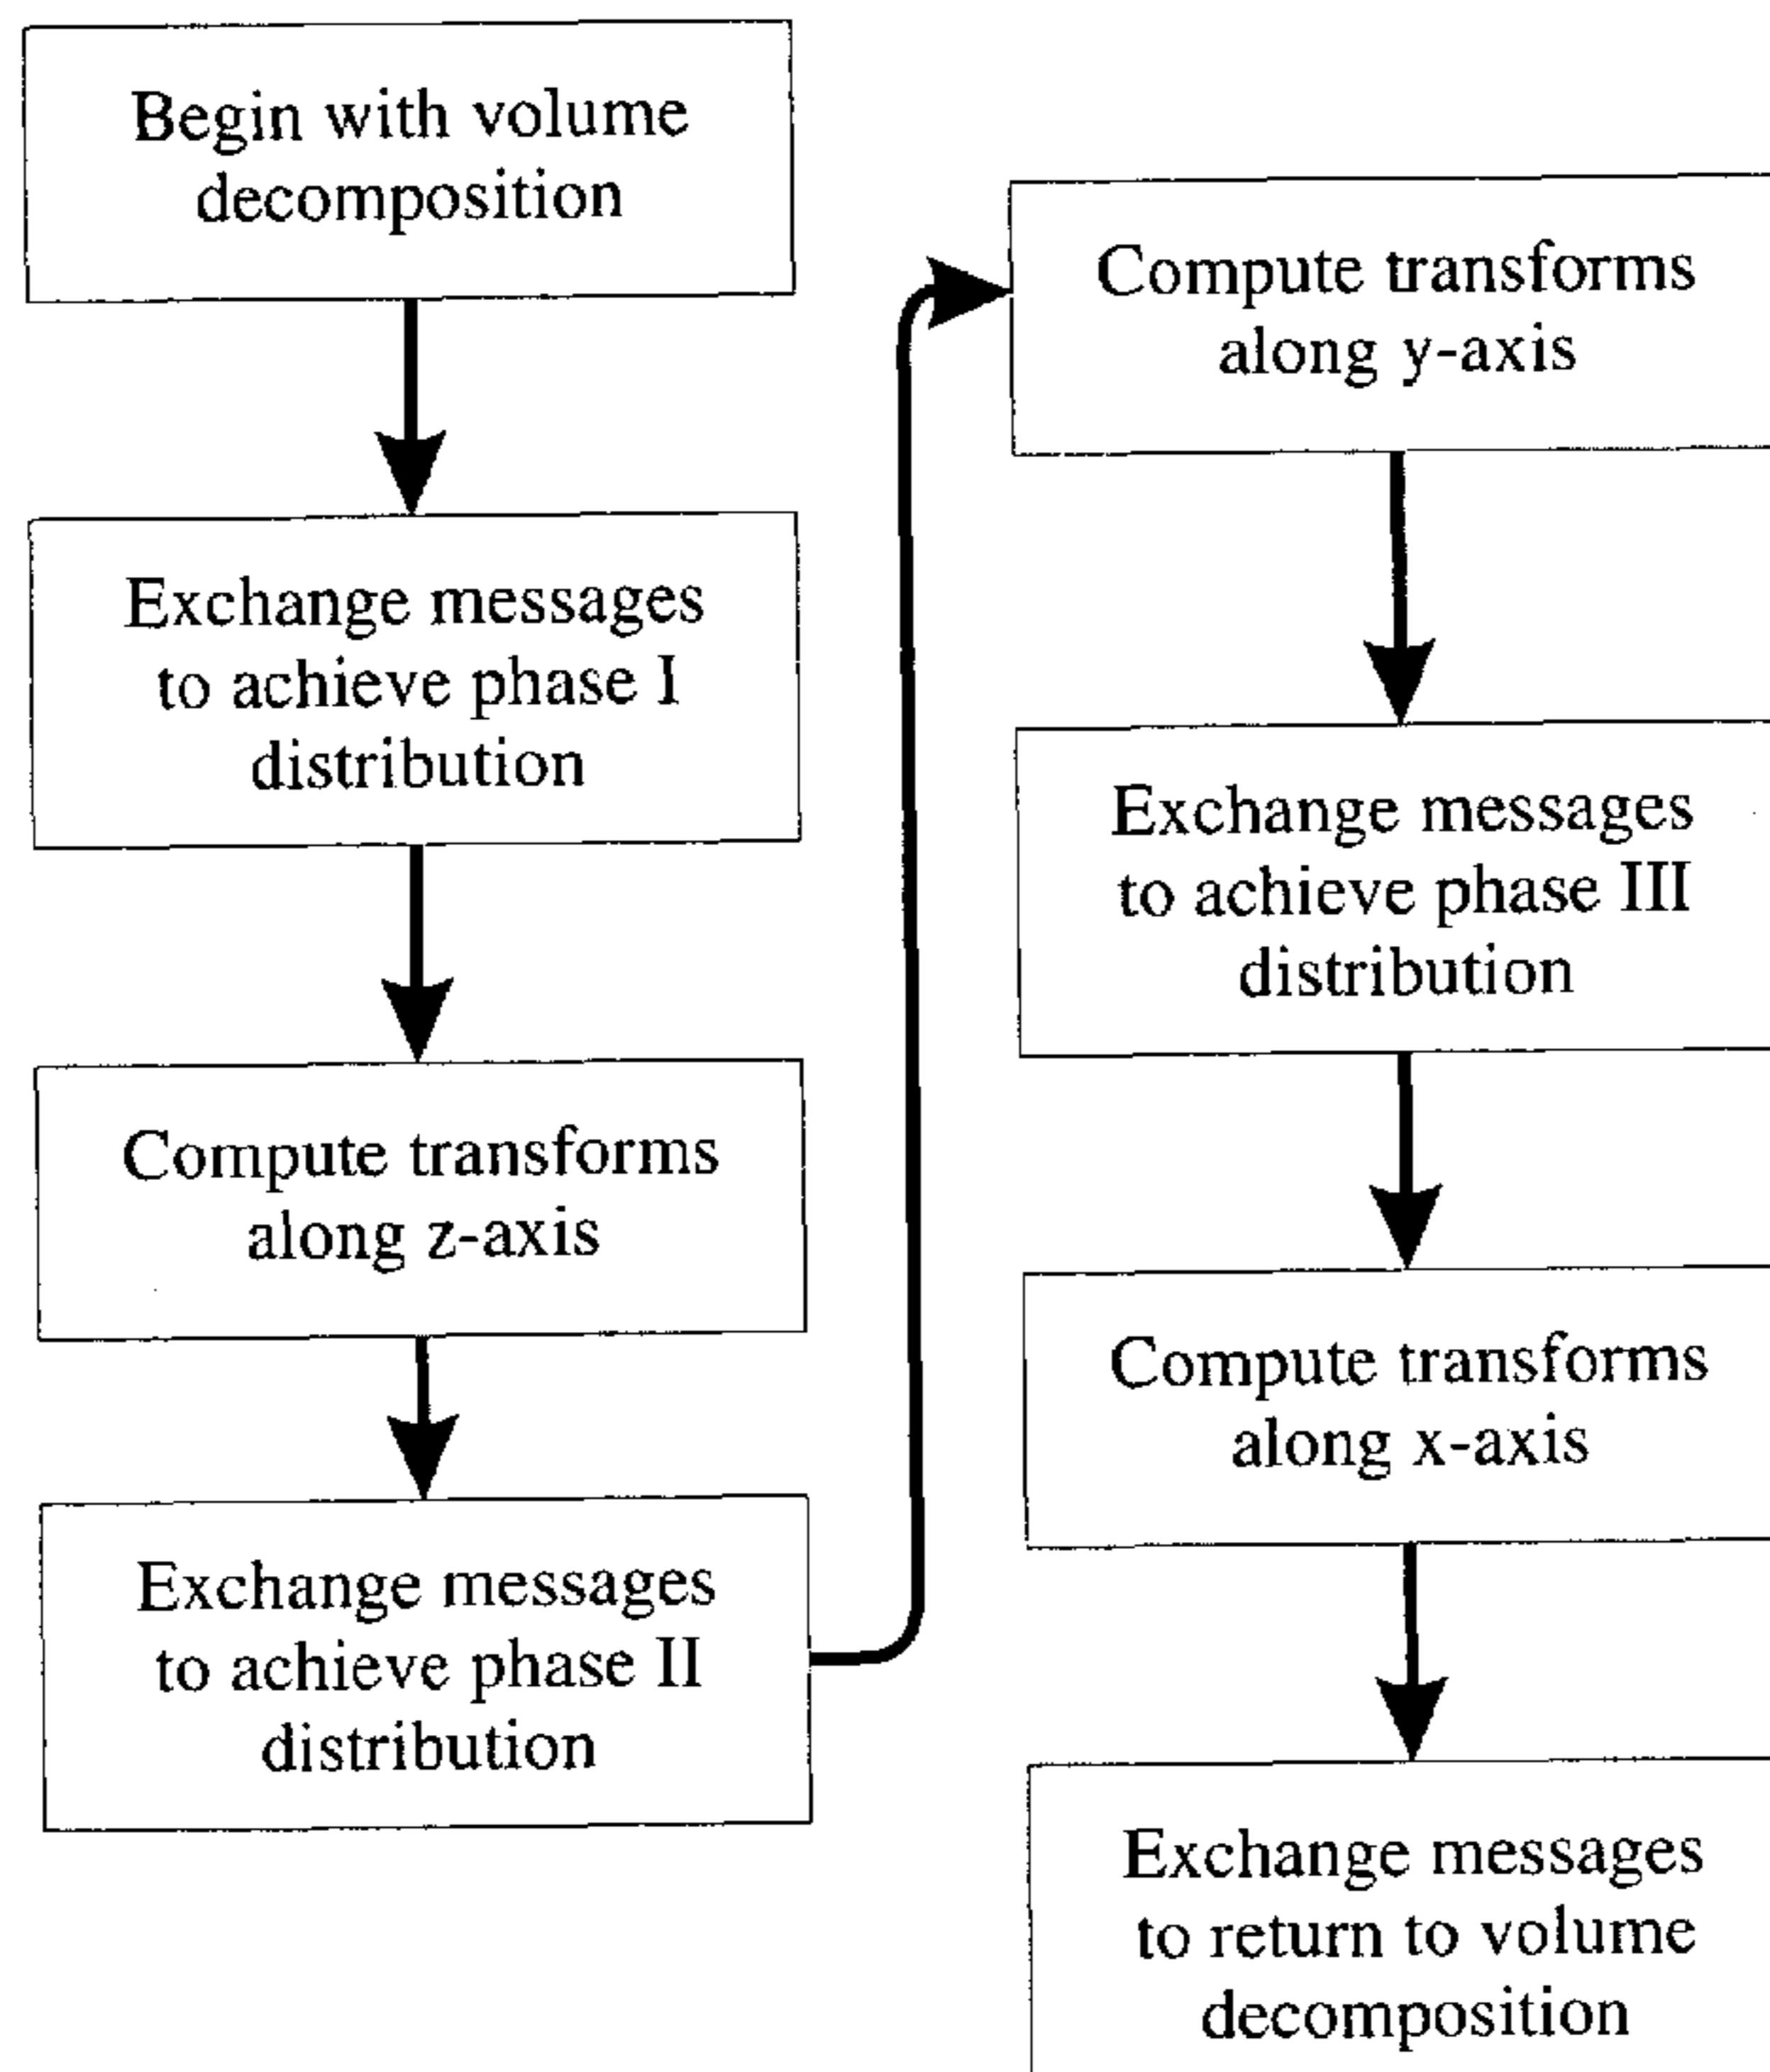 Begin with volume
decomposition
Exchange messages
to achieve phase I
distribution
Compute transforms
along z-axis
Exchange messages
to achieve phase II
distribution
Compute transforms
along y-axis
Exchange messages
to achieve phase III
distribution
Compute transforms
along x-axis
Exchange messages
to return to volume
decomposition